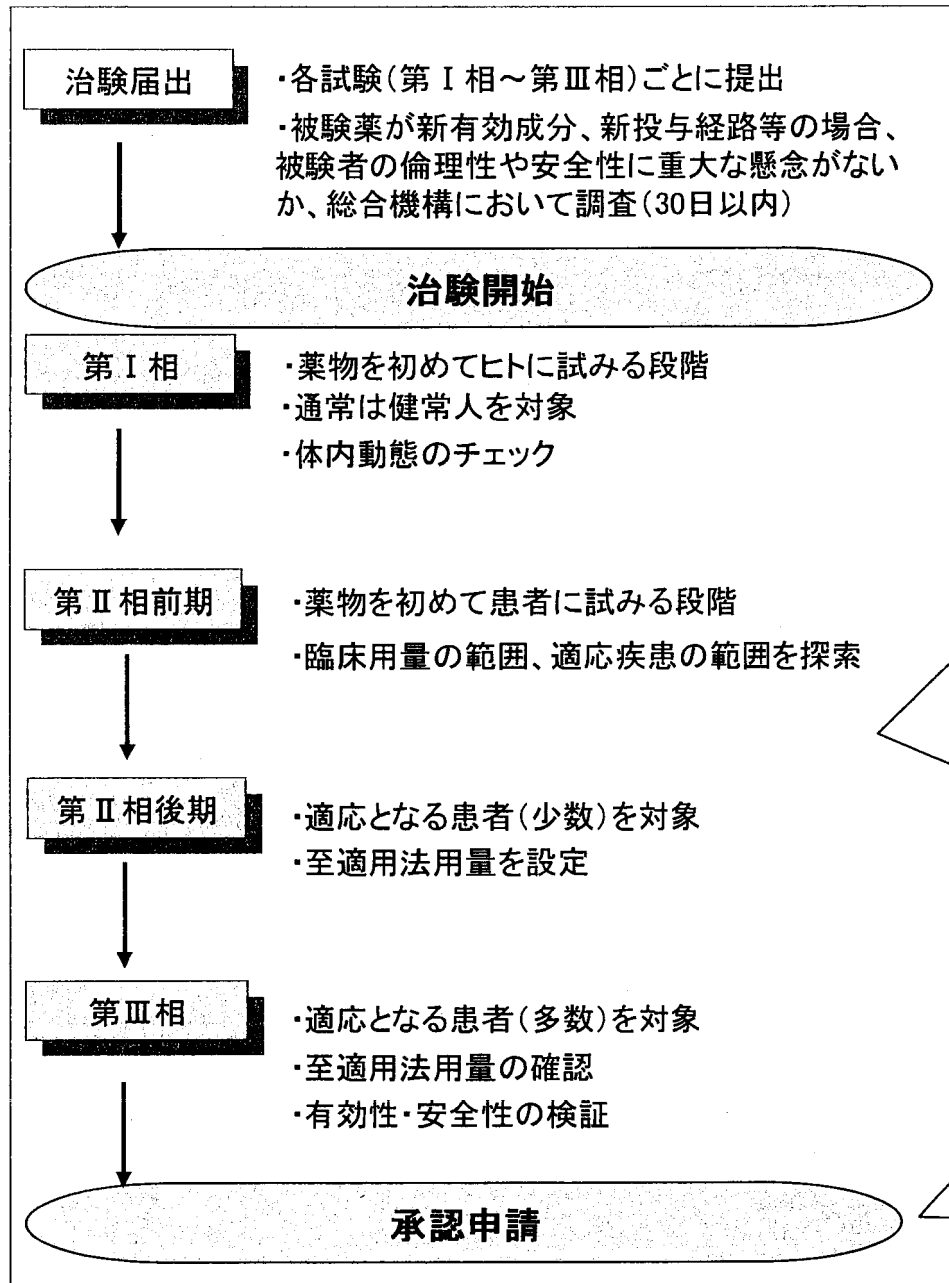 治験届出
・各試験(第Ⅰ相～第Ⅲ相)ごとに提出
・被験薬が新有効成分、新投与経路等の場合、
被験者の倫理性や安全性に重大な懸念がない
か、総合機構において調査(30日以内)
治験開始
第Ⅰ相
・薬物を初めてヒトに試みる段階
・通常は健常人を対象
・体内動態のチェック
第Ⅱ相前期
・薬物を初めて患者に試みる段階
・臨床用量の範囲、適応疾患の範囲を探索
第Ⅱ相後期
・適応となる患者(少数)を対象
・至適用法用量を設定
第Ⅲ相
・適応となる患者(多数)を対象
・至適用法用量の確認
・有効性・安全性の検証
承認申請